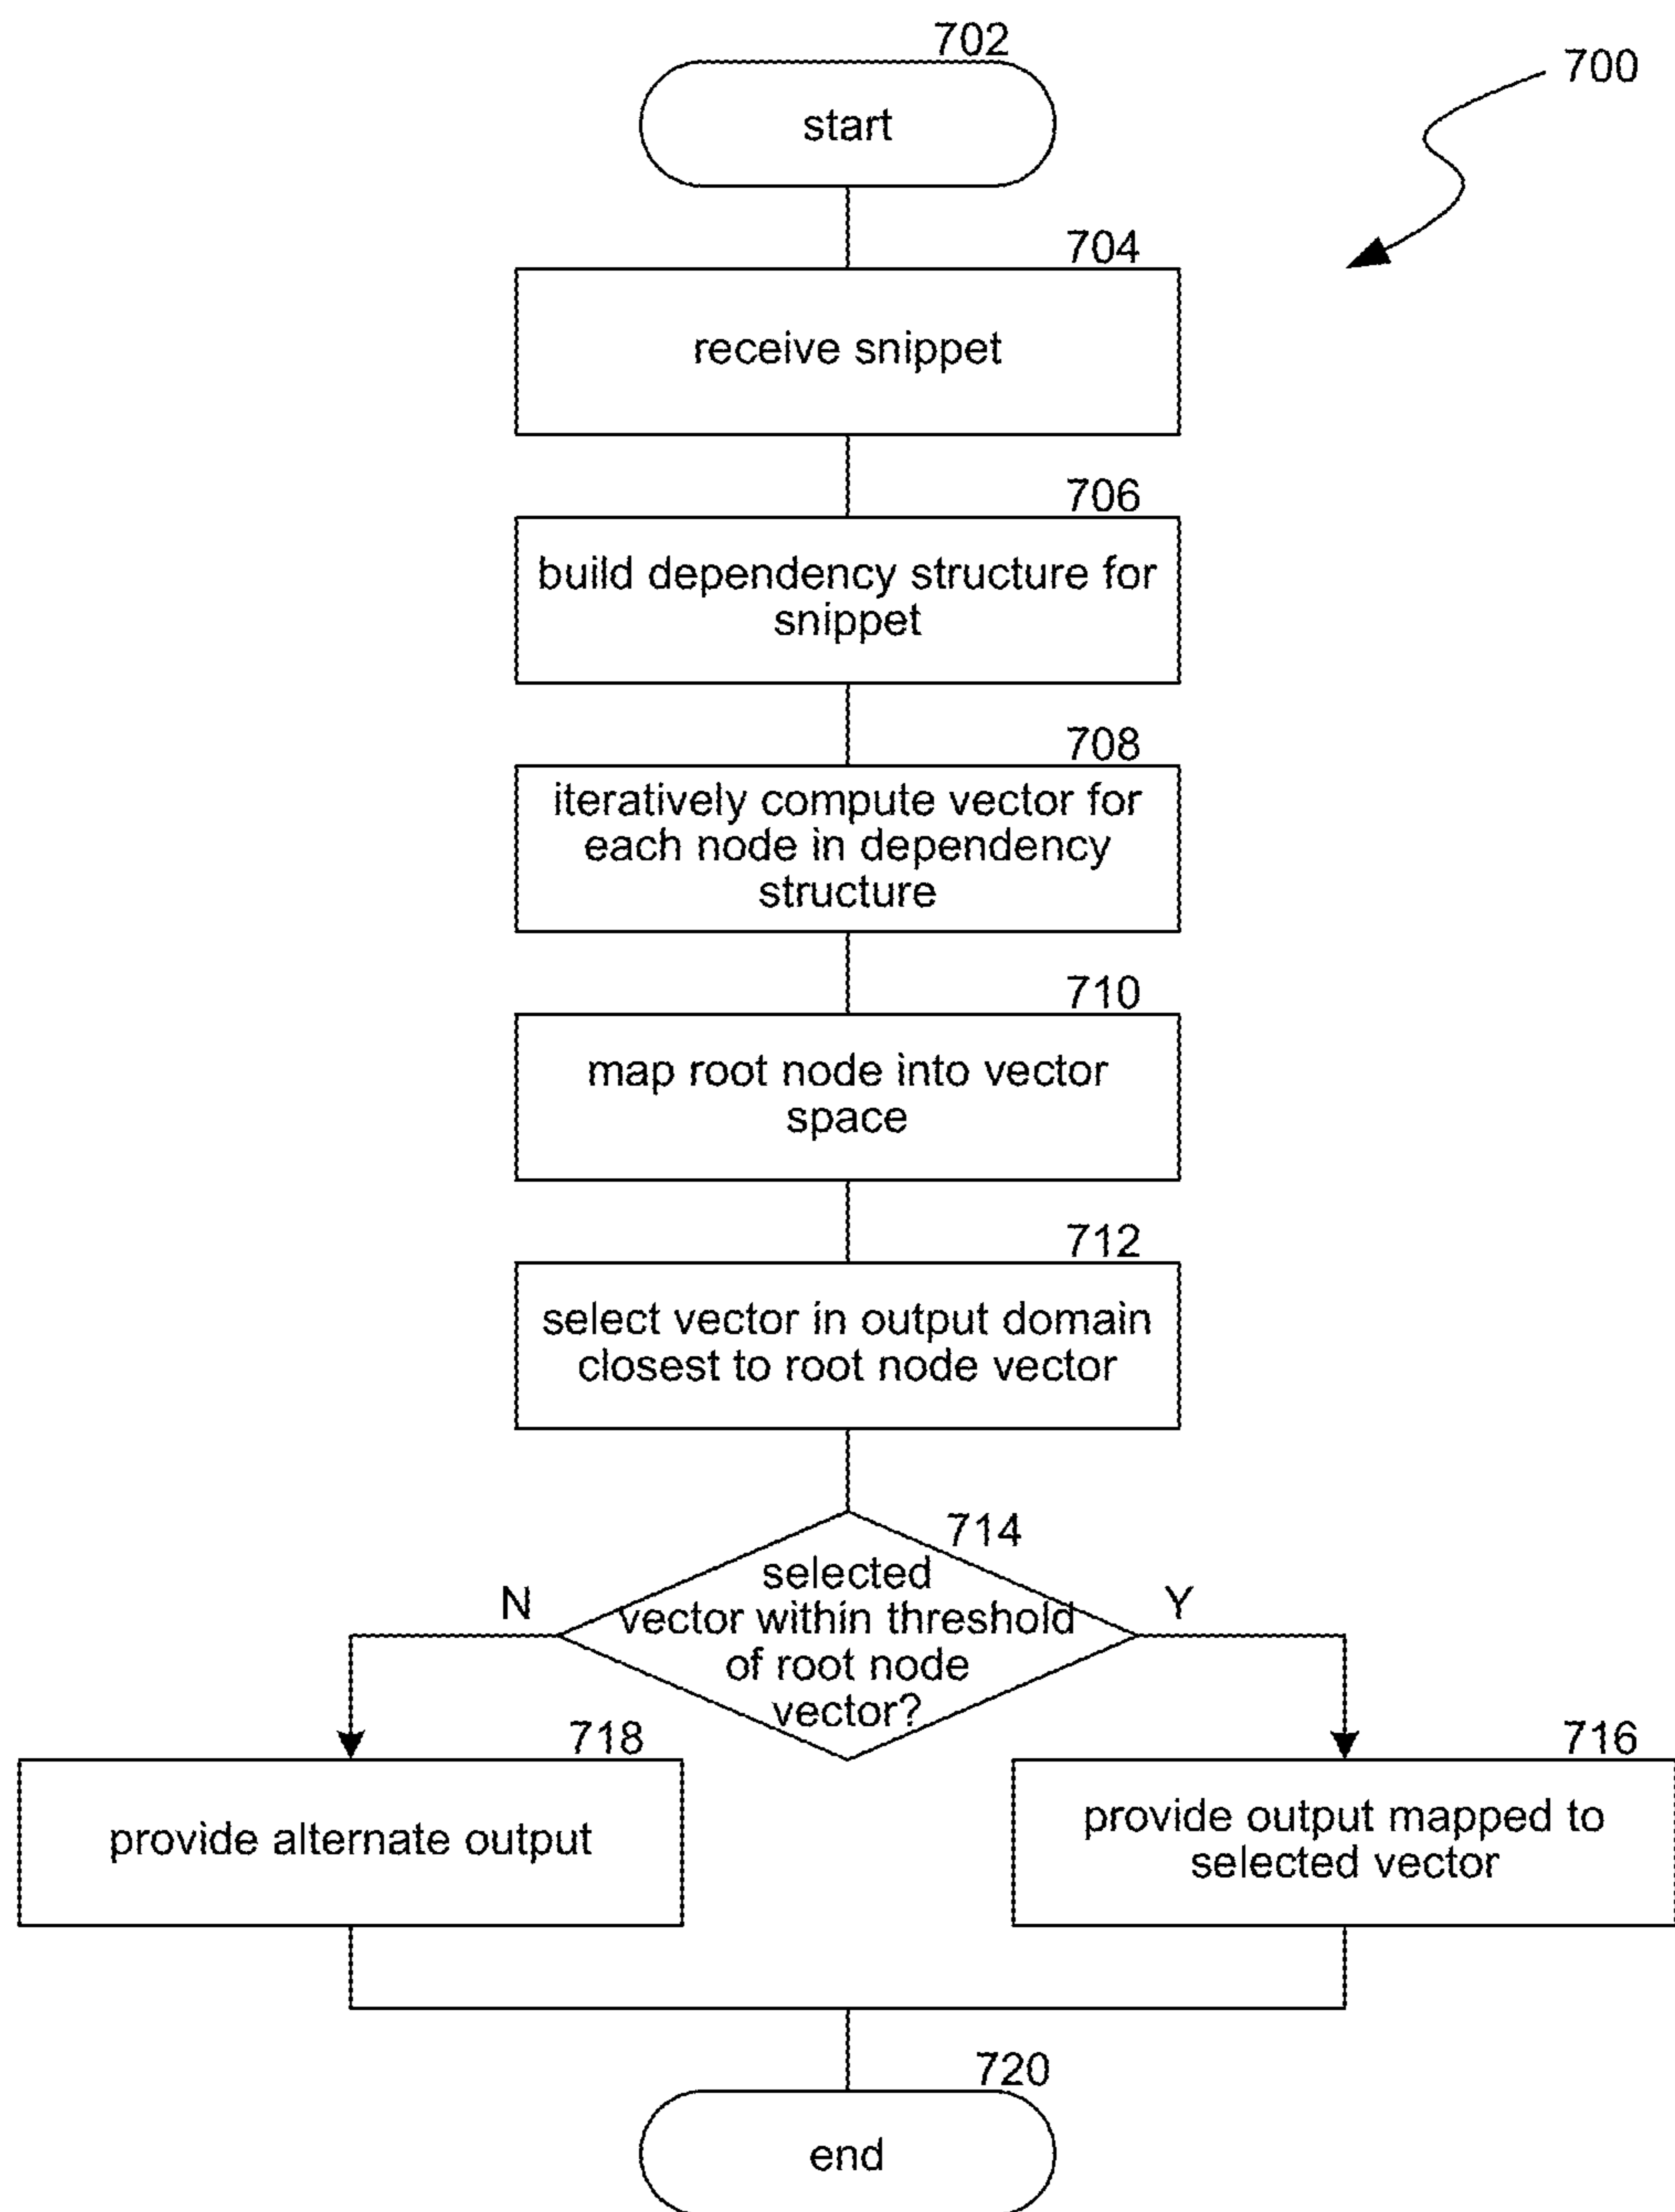 702
700
start
704
receive snippet
706
build dependency structure for
snippet
708
iteratively compute vector for
each node in dependency
structure
710
map root node into vector
space
712
select vector in output domain
closest to root node vector
714
selected
vector within threshold
of root node
vector?
N
Y
718
provide alternate output
716
provide output mapped to
selected vector
720
end